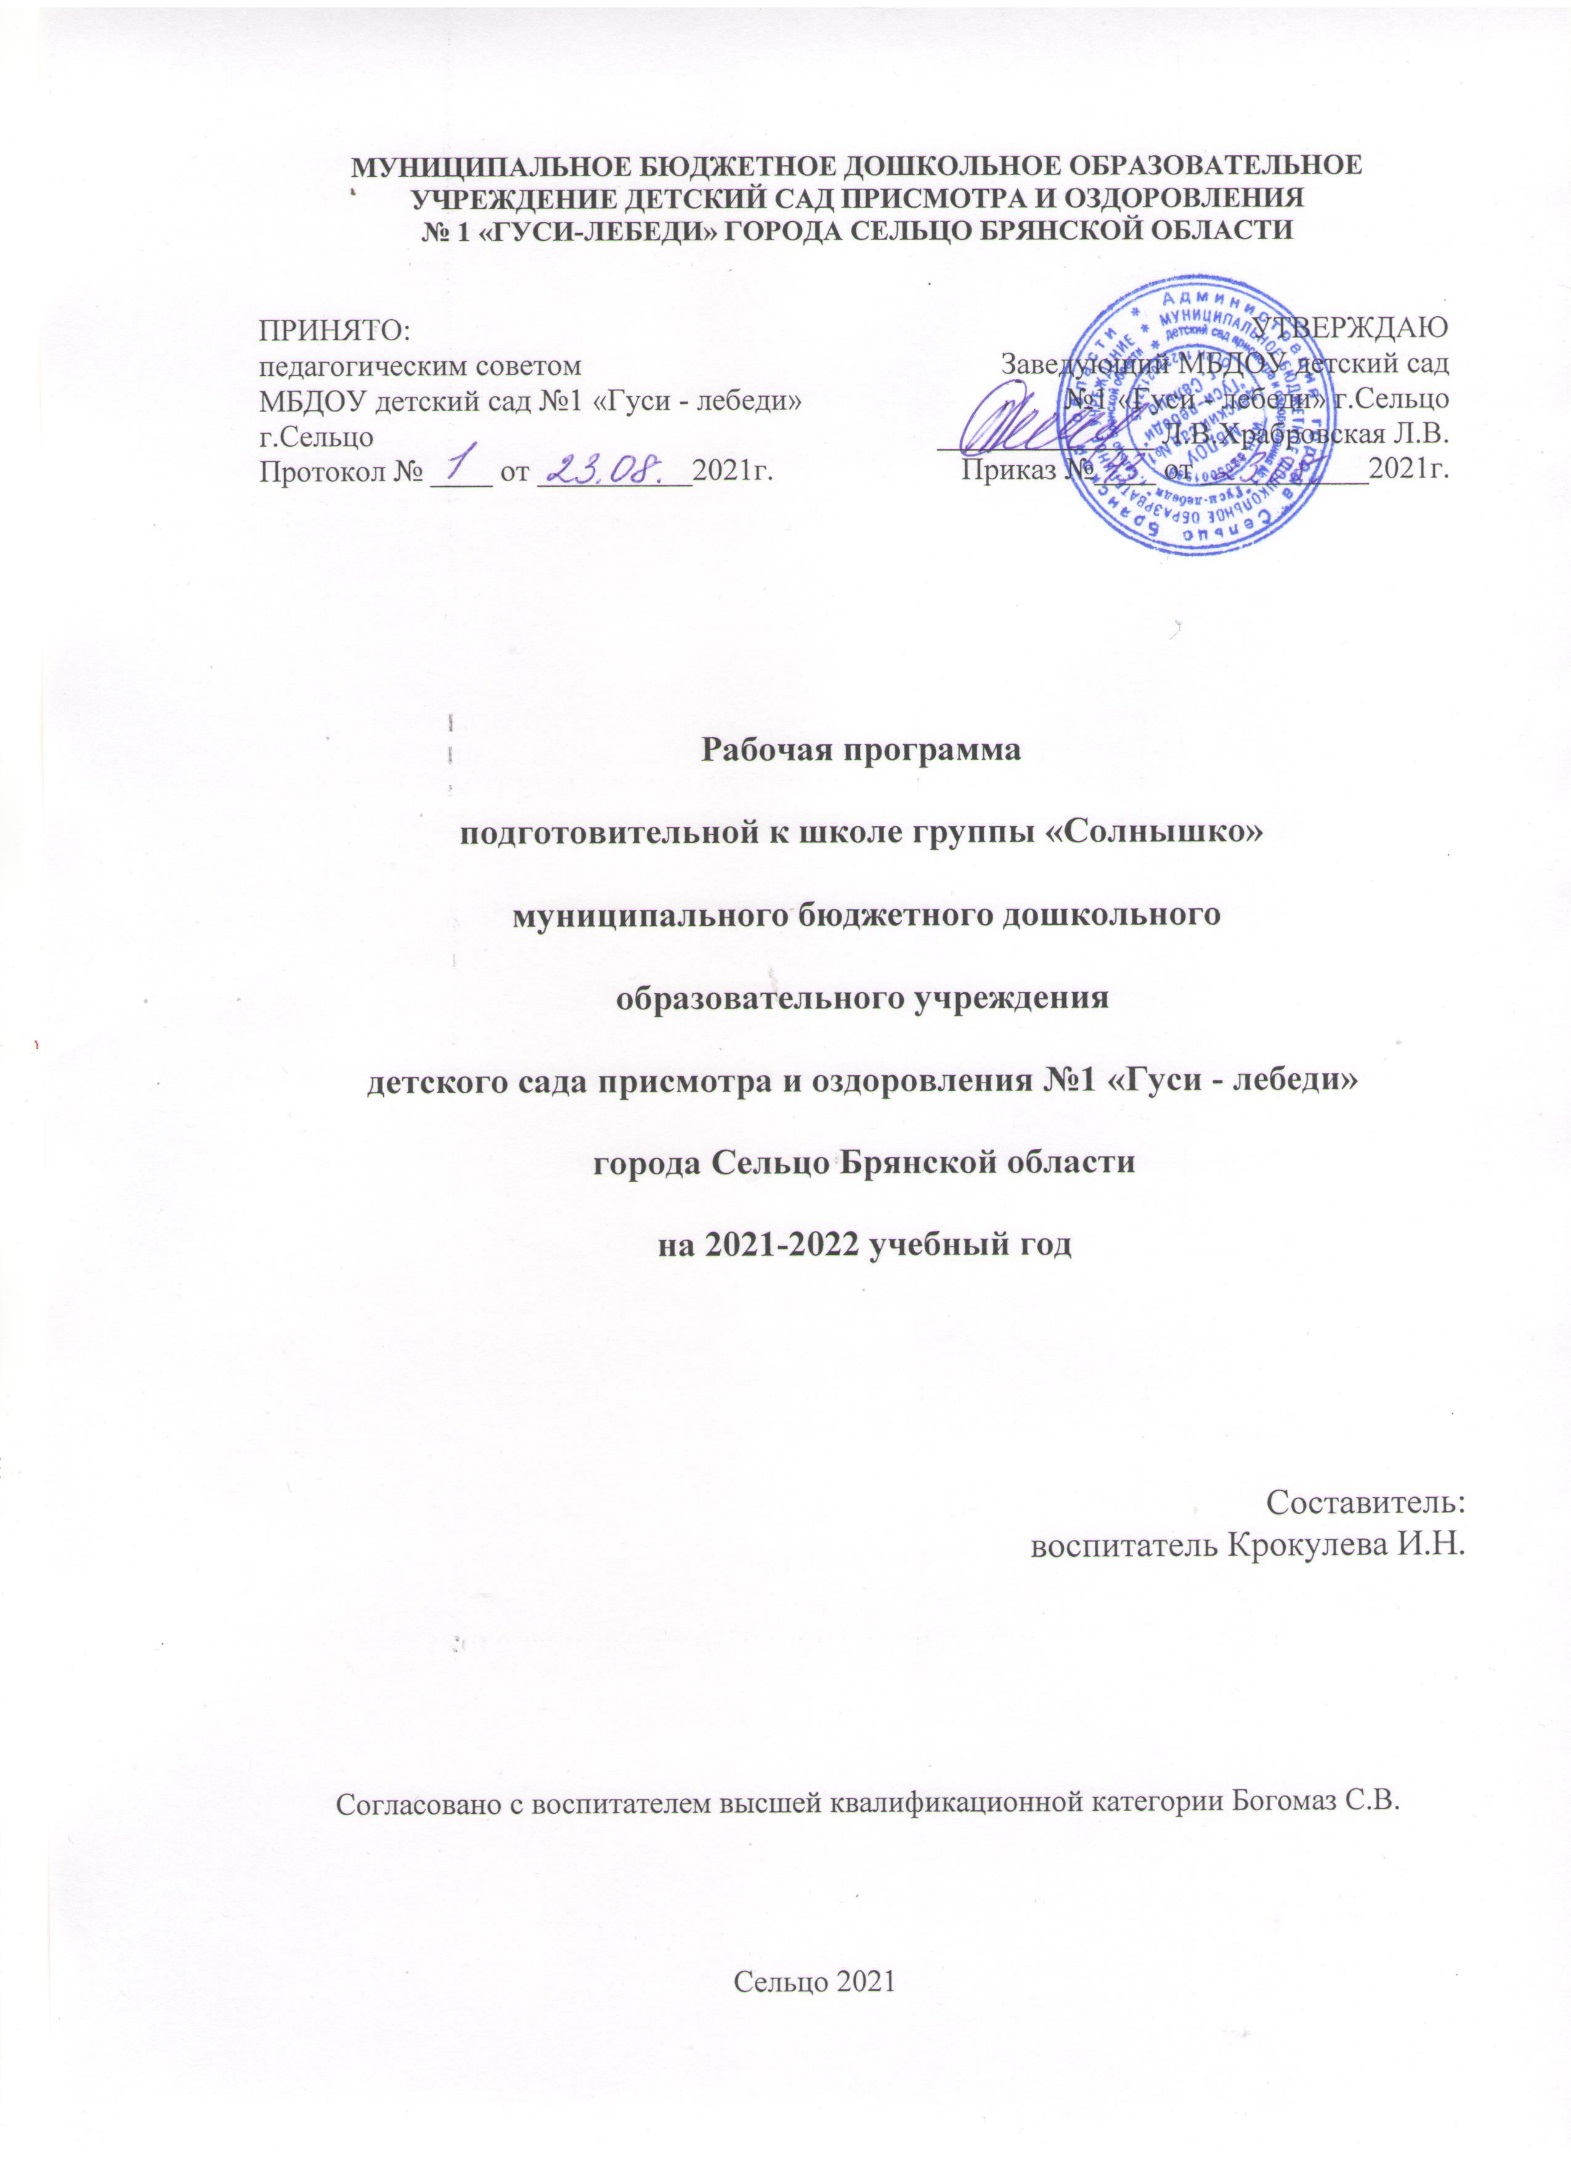 МУНИЦИПАЛЬНОЕ БЮДЖЕТНОЕ ДОШКОЛЬНОЕ ОБРАЗОВАТЕЛЬНОЕ
УЧРЕЖДЕНИЕ ДЕТСКИЙ САД ПРИСМОТРА И ОЗДОРОВЛЕНИЯ
№ 1 «ГУСИ-ЛЕБЕДИ» ГОРОДА СЕЛЬЦО БРЯНСКОЙ ОБЛАСТИ
ПРИНЯТО:
педагогическим советом
МБДОУ детский сад №1 «Гуси - лебеди»
г.Сельцо
Протокол № 1 от 23.08. 2021г.
УТВЕРЖДАЮ
Заведующий МБДОУ детский сад
№1 «Гуси - лебеди» г.Сельцо
Л.В.Храбровская Л.В.
Приказ №____ от ____2021г.
Рабочая программа
подготовительной к школе группы «Солнышко»
муниципального бюджетного дошкольного
образовательного учреждения
детского сада присмотра и оздоровления №1 «Гуси - лебеди»
города Сельцо Брянской области
на 2021-2022 учебный год
Составитель:
воспитатель Крокулева И.Н.
Согласовано с воспитателем высшей квалификационной категории Богомаз С.В.
Сельцо 2021